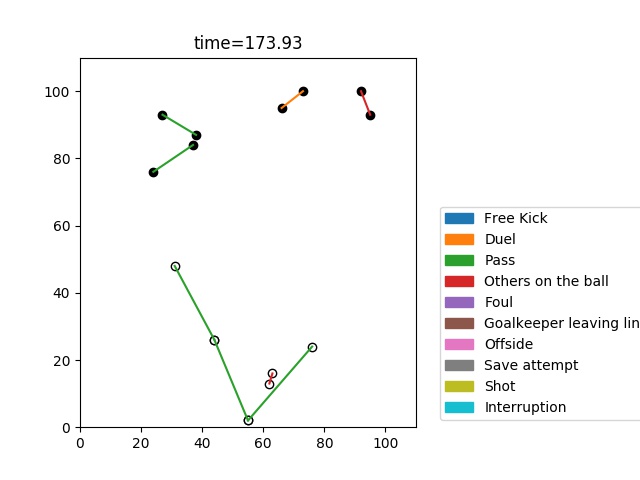 time=173.93
100
80
60
40
20
0
0 20 40 60 80 100
Free Kick
Duel
Pass
Others on the ball
Foul
Goalkeeper leaving lin
Offside
Save attempt
Shot
Interruption